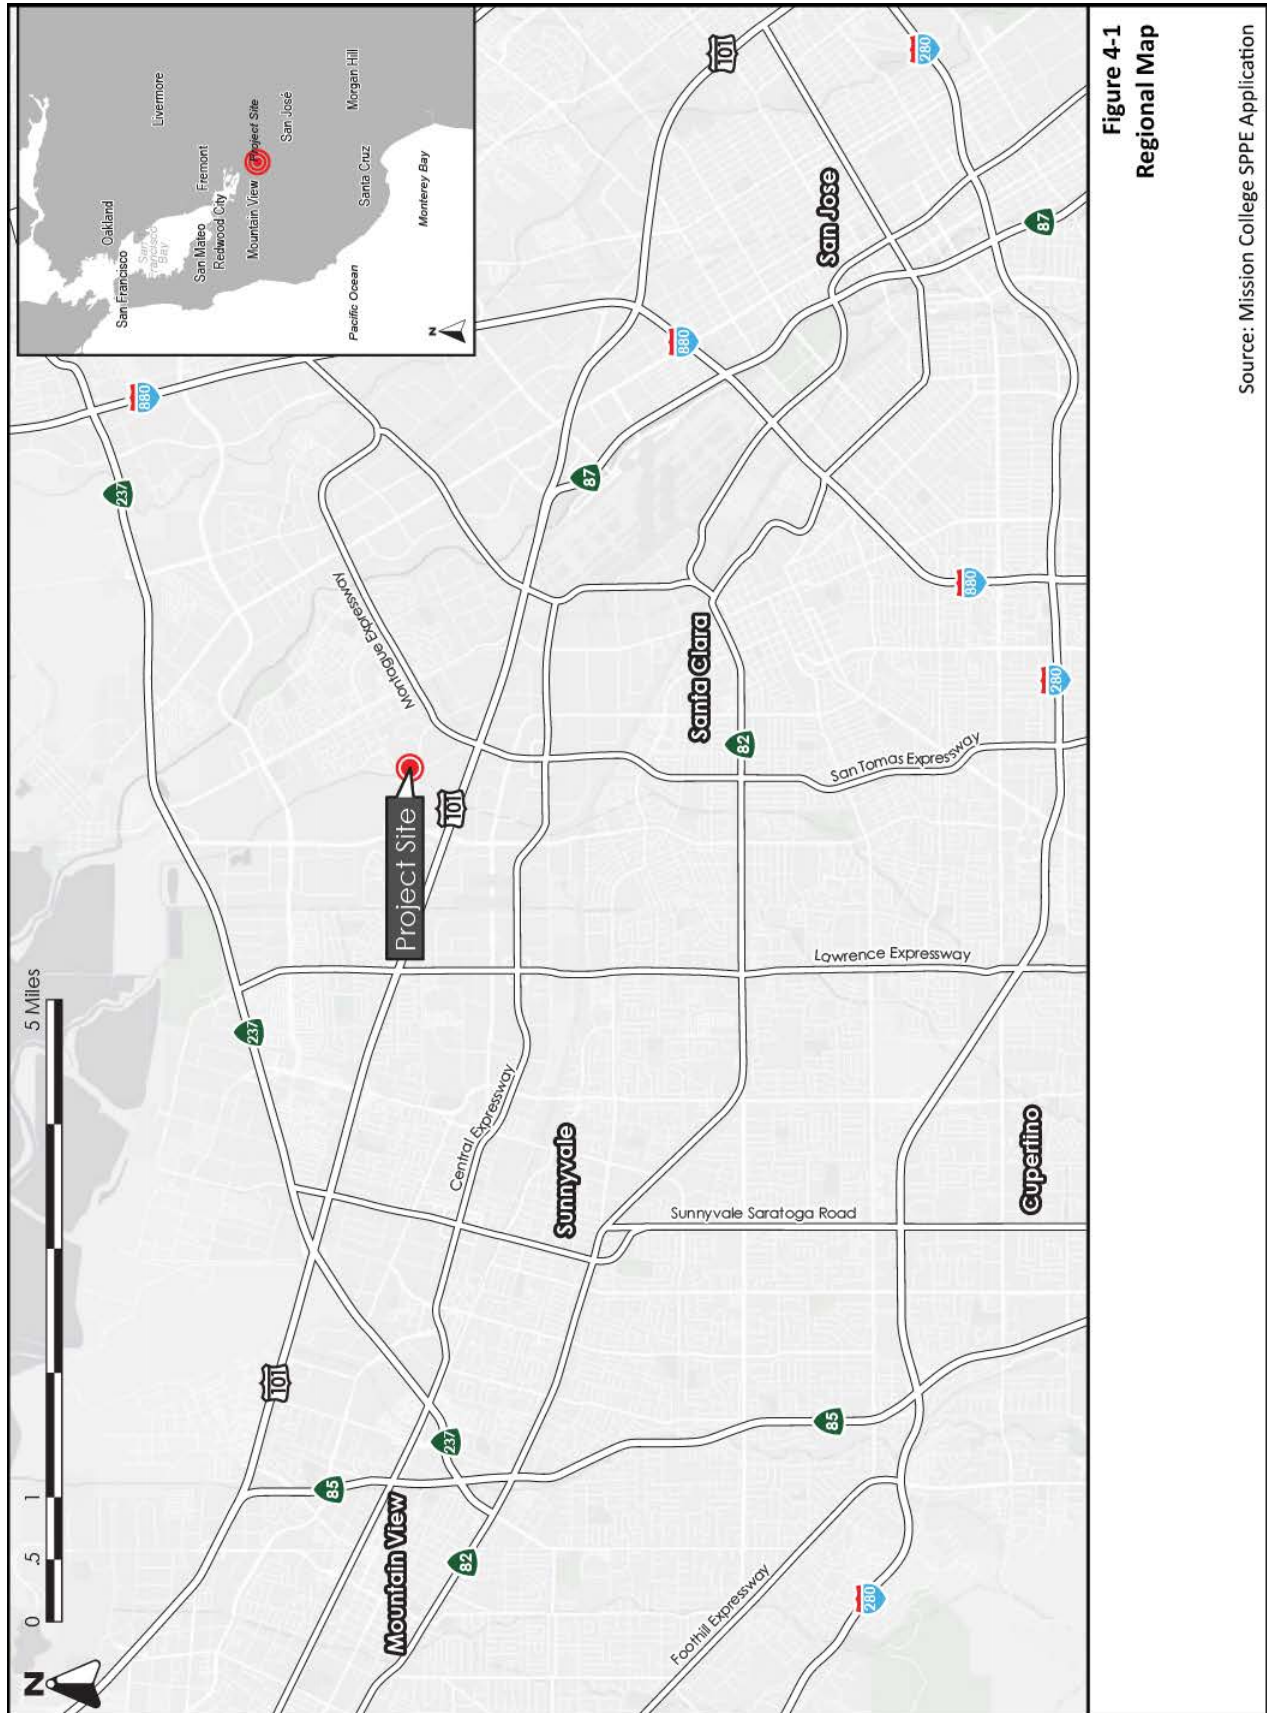 N
0
.5
1
5 Miles
San Francisco
Oakland
San
Francisco
Bay
Livermore
San Mateo
Redwood City
Fremont
Mountain View
Project Site
San José
Santa Cruz
Morgan Hill
Pacific Ocean
Monterey Bay
N
237
880
237
Montague Expressway
101
Project Site
101
101
87
880
San Jose
280
87
85
Mountain View
237
82
Central Expressway
Sunnyvale
Santa Clara
82
880
Sunnyvale Saratoga Road
Lawrence Expressway
San Tomas Expressway
85
Foothill Expressway
280
Cupertino
280
Figure 4-1
Regional Map
Source: Mission College SPPE Application